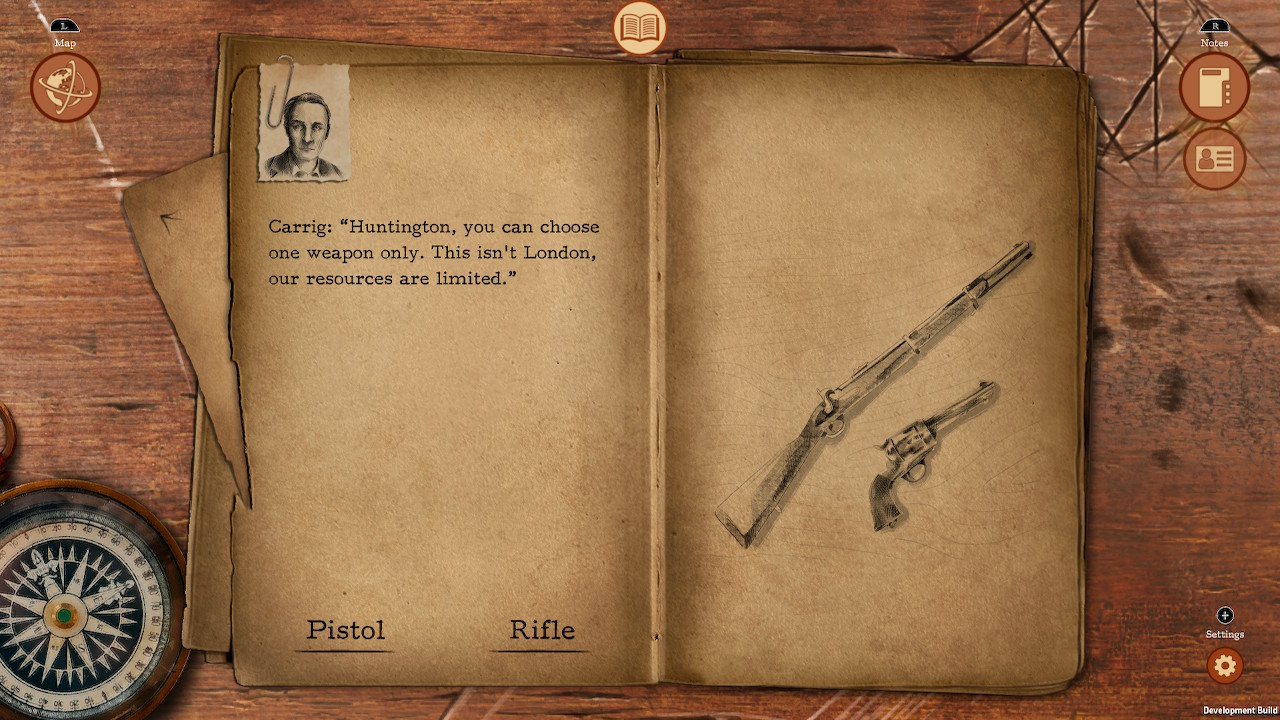 L
R
Map
Notes
Carrig: “Huntington, you can choose
one weapon only. This isn't London,
our resources are limited.”
Pistol
Rifle
+
Settings
Development Build